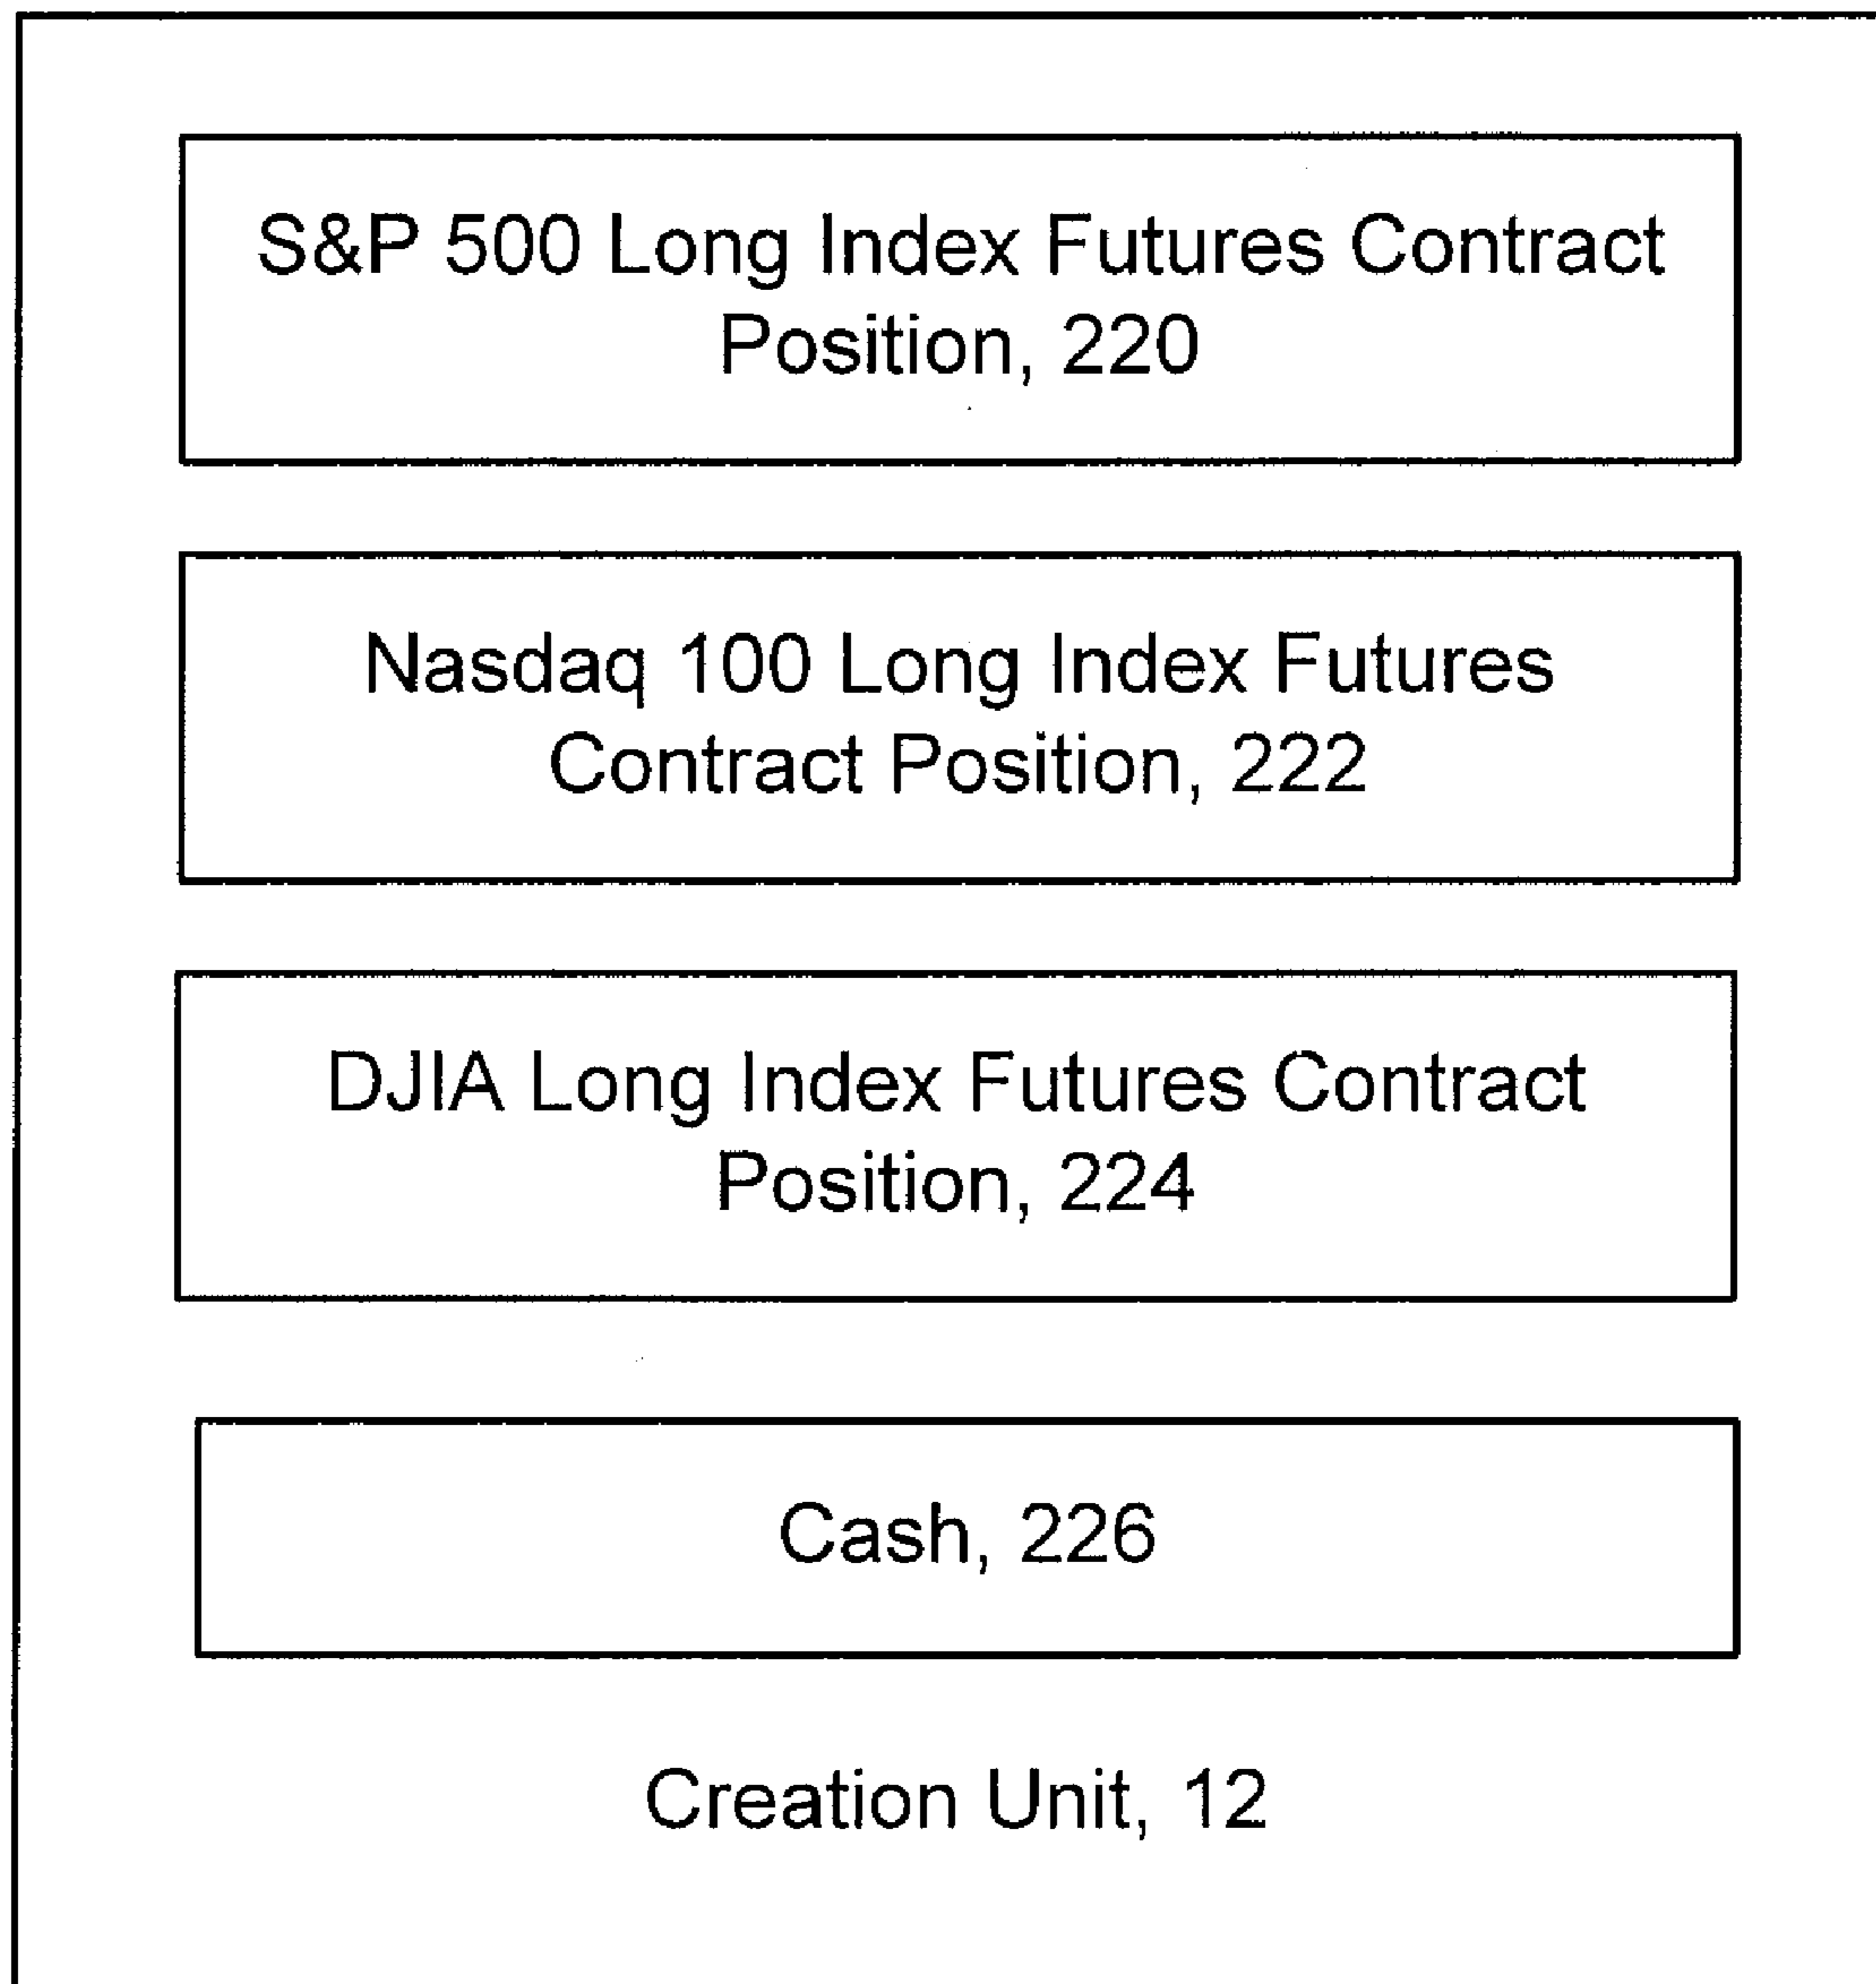 S&P 500 Long Index Futures Contract
Position, 220
Nasdaq 100 Long Index Futures
Contract Position, 222
DJIA Long Index Futures Contract
Position, 224
Cash, 226
Creation Unit, 12